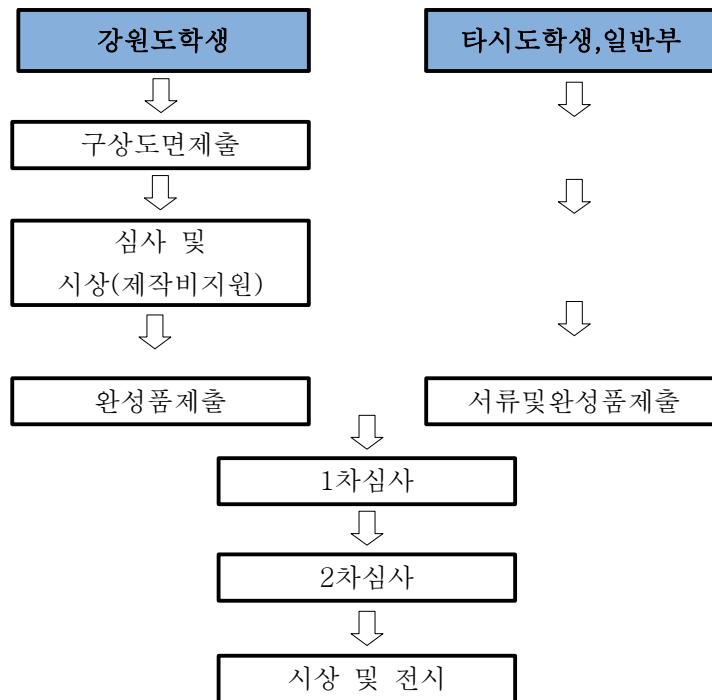 강원도학생
타시도학생,일반부
구상도면제출
심사 및
시상(제작비지원)
완성품제출
서류및완성품제출
1차심사
2차심사
시상 및 전시